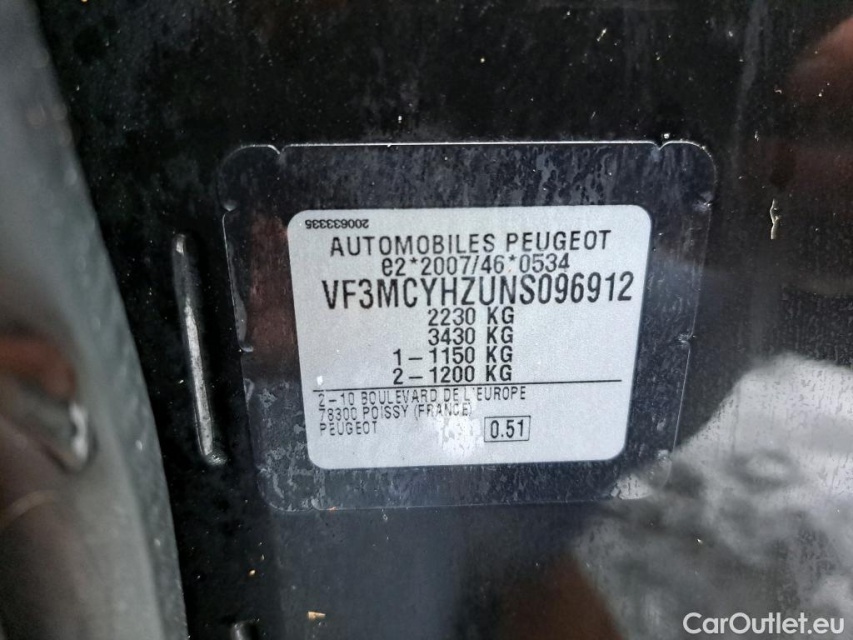 200633335
AUTOMOBILES PEUGEOT
e2*2007/46*0534
VF3MCYHZUNS096912
2230 KG
3430 KG
1-1150 KG
2-1200 KG
2-10 BOULEVARD DE L'EUROPE
78300 POISSY (FRANCE)
PEUGEOT
0.51
CarOutlet.eu